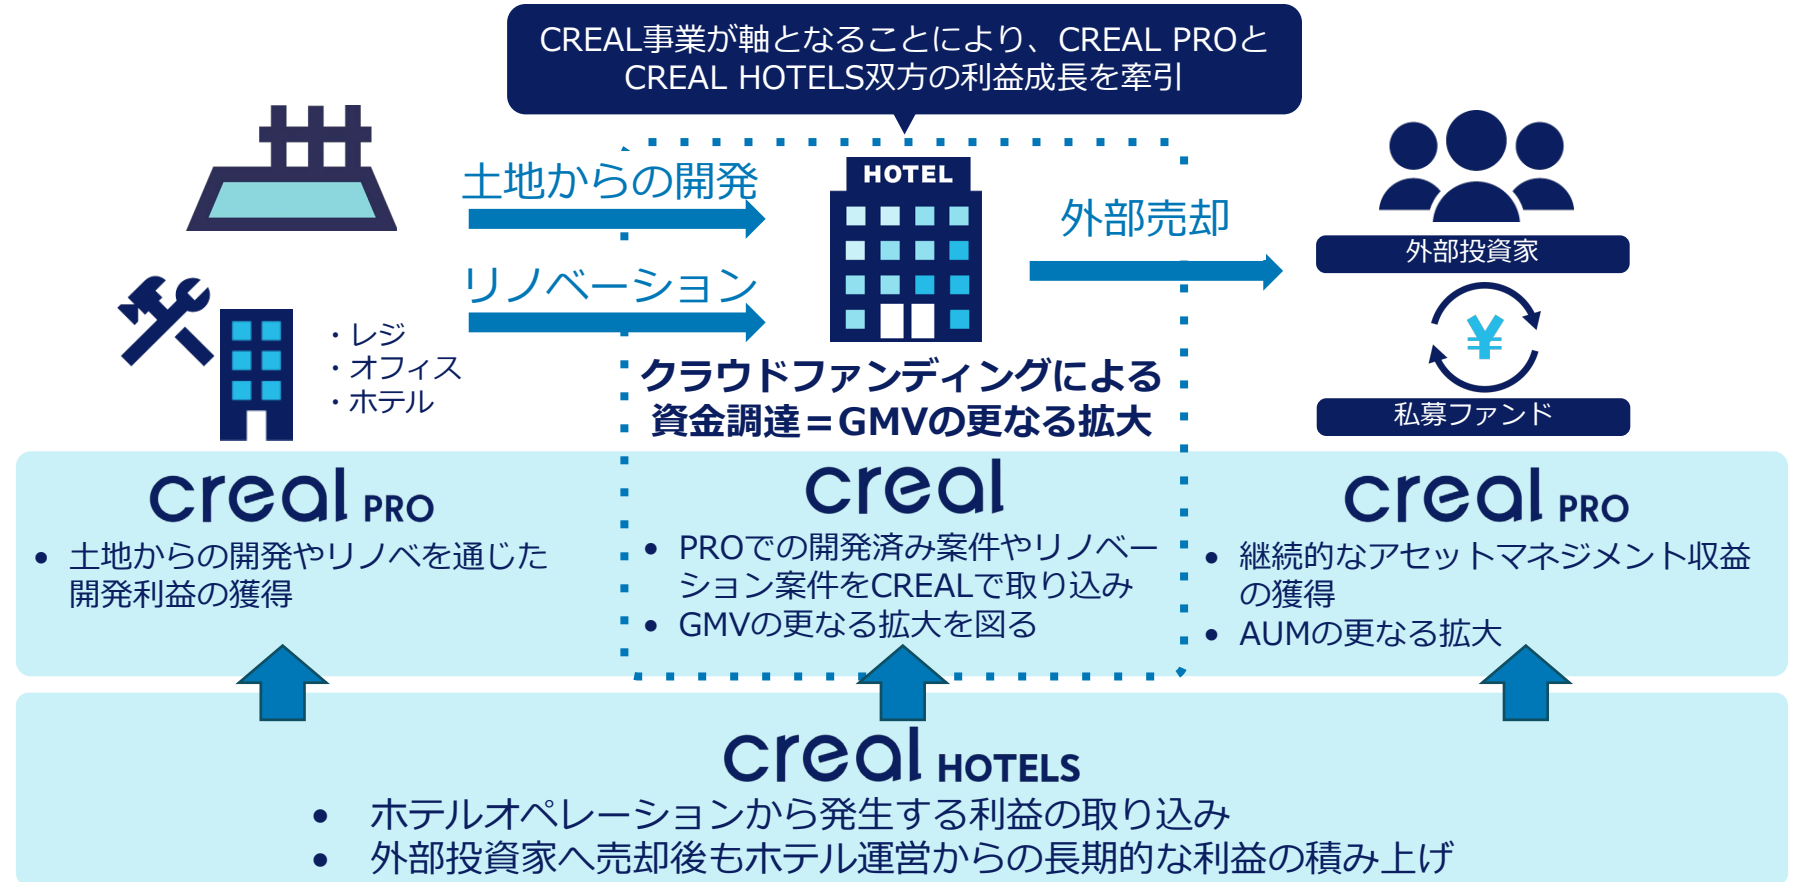 CREAL事業が軸となることにより、CREAL PROと
CREAL HOTELS双方の利益成長を牽引
土地からの開発
リノベーション
・レジ
・オフィス
・ホテル
HOTEL
クラウドファンディングによる
資金調達＝GMVの更なる拡大
外部売却
外部投資家
¥
私募ファンド
creal PRO
• 土地からの開発やリノベを通じた
開発利益の獲得
creal
• PROでの開発済み案件やリノベー
ション案件をCREALで取り込み
• GMVの更なる拡大を図る
creal PRO
• 継続的なアセットマネジメント収益
の獲得
• AUMの更なる拡大
creal HOTELS
• ホテルオペレーションから発生する利益の取り込み
• 外部投資家へ売却後もホテル運営からの長期的な利益の積み上げ